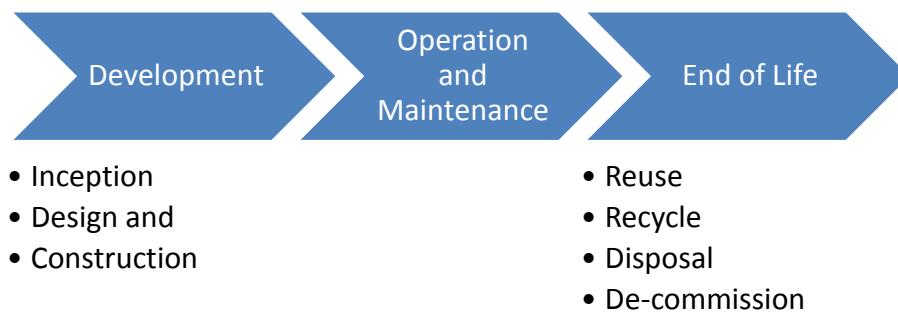 Development
Operation
and
Maintenance
End of Life
• Inception
• Design and
• Construction
• Reuse
• Recycle
• Disposal
• De-commission